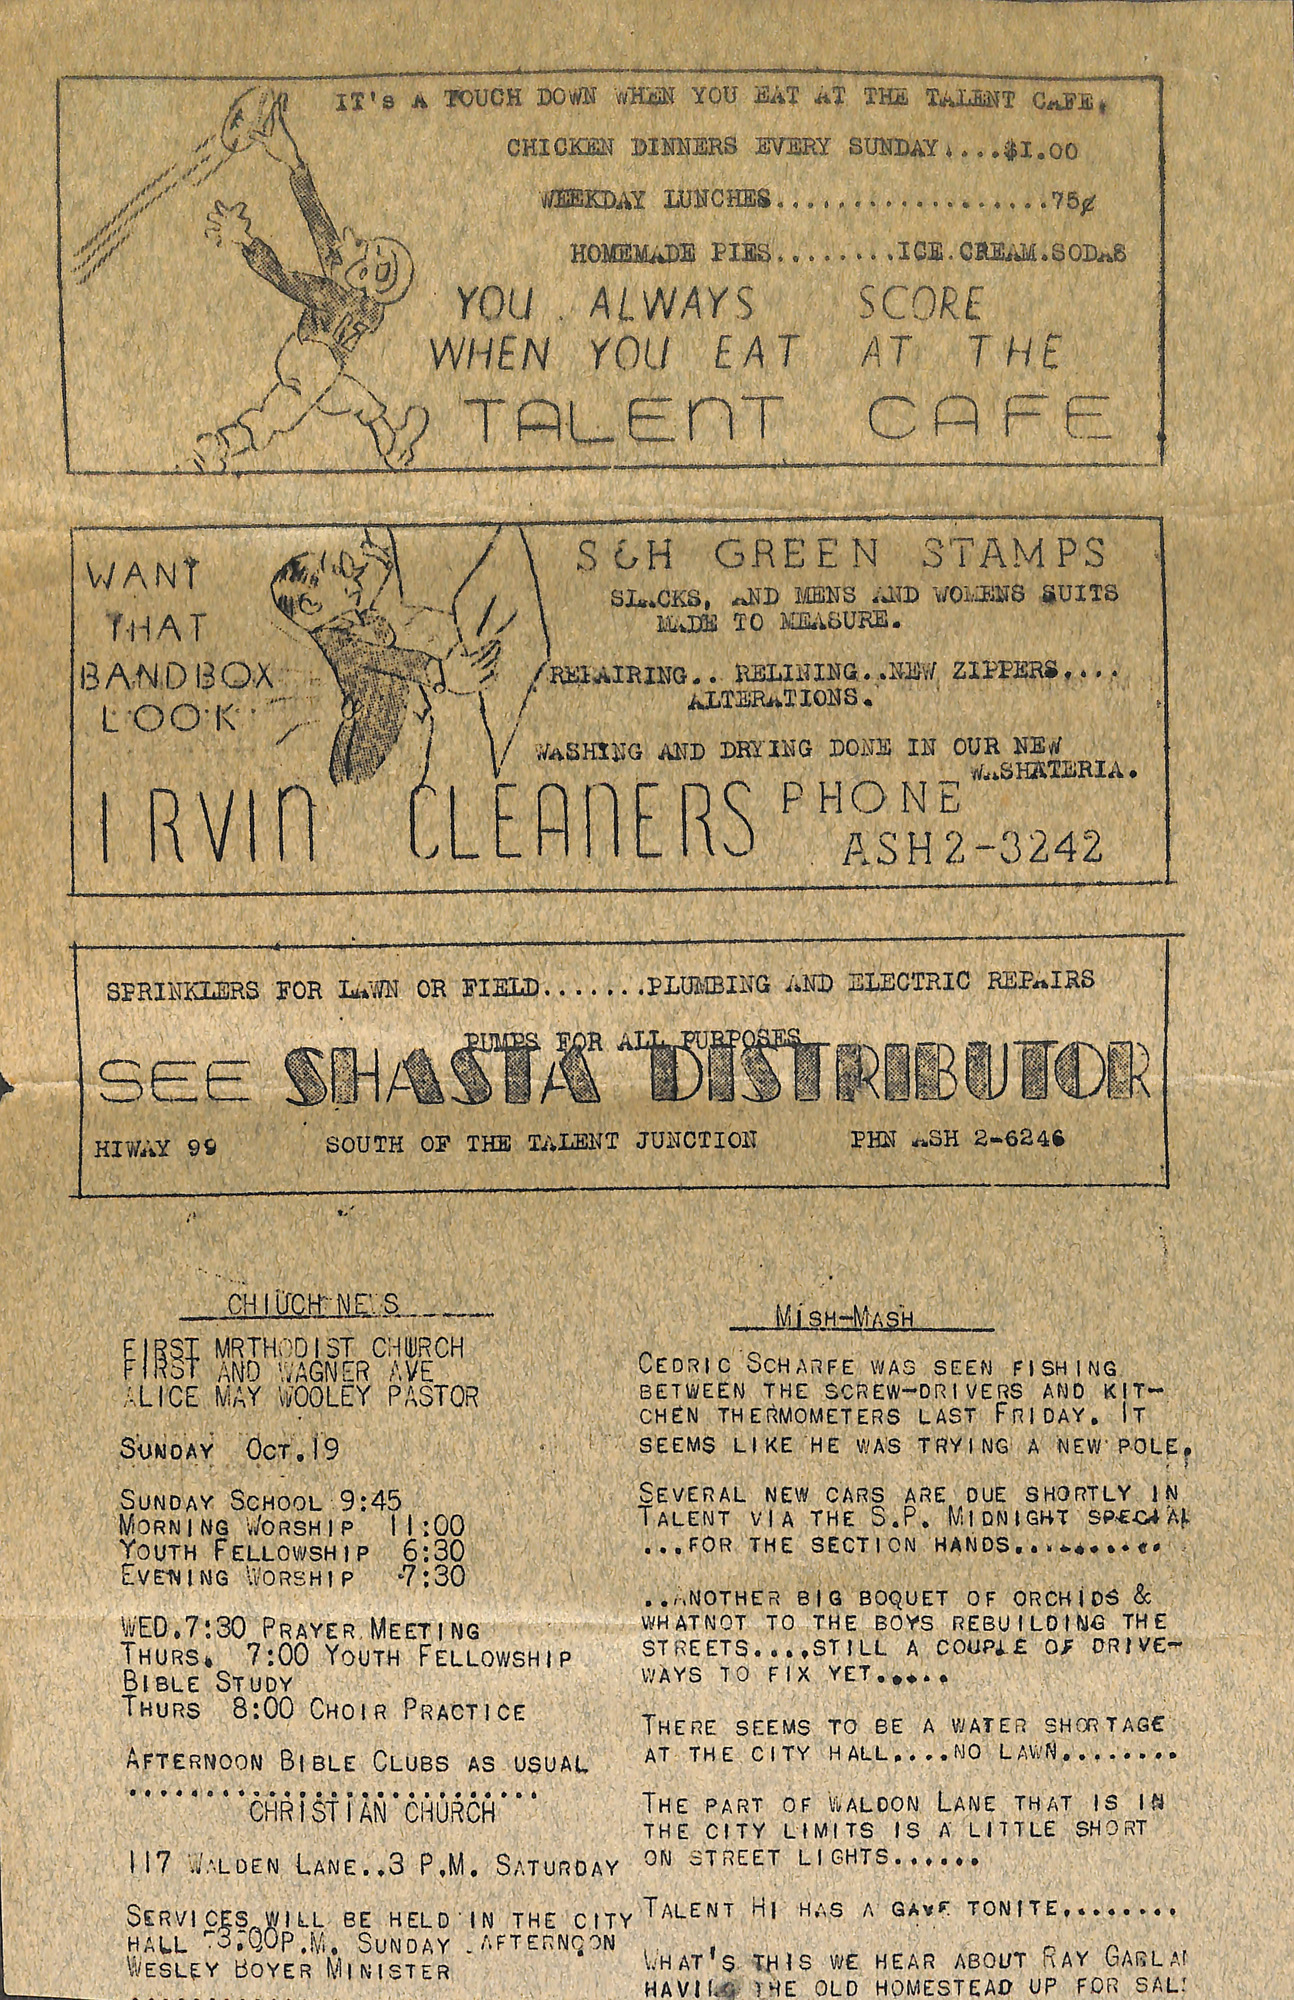 IT's A TOUCH DOWN WHEN YOU EAT AT THE TALENT CAFE.
CHICKEN DINNERS EVERY SUNDAY....$1.00
WEEKDAY LUNCHES..................75¢
HOMEMADE PIES........ICE.CREAM.SODAS
YOU ALWAYS SCORE
WHEN YOU EAT AT THE
TALENT CAFE
WANT
THAT
BANDBOX
LOOK
S&H GREEN STAMPS
SLACKS, AND MENS AND WOMENS SUITS
MADE TO MEASURE.
REPAIRING.. RELINING..NEW ZIPPERS....
ALTERATIONS.
WASHING AND DRYING DONE IN OUR NEW
WASHATERIA.
IRVIN CLEANERS PHONE
ASH 2-3242
SPRINKLERS FOR LAWN OR FIELD.......PLUMBING AND ELECTRIC REPAIRS
PUMPS FOR ALL PURPOSES
SEE SHASTA DISTRIBUTOR
HIWAY 99 SOUTH OF THE TALENT JUNCTION PHN ASH 2-6246
CHIUCH NEWS
FIRST MRTHODIST CHURCH
FIRST AND WAGNER AVE
ALICE MAY WOOLEY PASTOR
SUNDAY OCT.19
SUNDAY SCHOOL 9:45
MORNING WORSHIP 11:00
YOUTH FELLOWSHIP 6:30
EVENING WORSHIP 7:30
WED.7:30 PRAYER MEETING
THURS. 7:00 YOUTH FELLOWSHIP
BIBLE STUDY
THURS 8:00 CHOIR PRACTICE
AFTERNOON BIBLE CLUBS AS USUAL
..............................
CHRISTIAN CHURCH
117 WALDEN LANE..3 P.M. SATURDAY
SERVICES WILL BE HELD IN THE CITY
HALL 3:00P.M. SUNDAY AFTERNOON
WESLEY BOYER MINISTER
MISH-MASH
CEDRIC SCHARFE WAS SEEN FISHING
BETWEEN THE SCREW-DRIVERS AND KIT-
CHEN THERMOMETERS LAST FRIDAY. IT
SEEMS LIKE HE WAS TRYING A NEW POLE.
SEVERAL NEW CARS ARE DUE SHORTLY IN
TALENT VIA THE S.P. MIDNIGHT SPECIAL
...FOR THE SECTION HANDS..........
..ANOTHER BIG BOQUET OF ORCHIDS &
WHATNOT TO THE BOYS REBUILDING THE
STREETS....STILL A COUPLE OF DRIVE-
WAYS TO FIX YET.....
THERE SEEMS TO BE A WATER SHORTAGE
AT THE CITY HALL....NO LAWN........
THE PART OF WALDON LANE THAT IS IN
THE CITY LIMITS IS A LITTLE SHORT
ON STREET LIGHTS......
TALENT HI HAS A GAVE TONITE........
WHAT'S THIS WE HEAR ABOUT RAY
HAVING THE OLD HOMESTEAD UP FOR